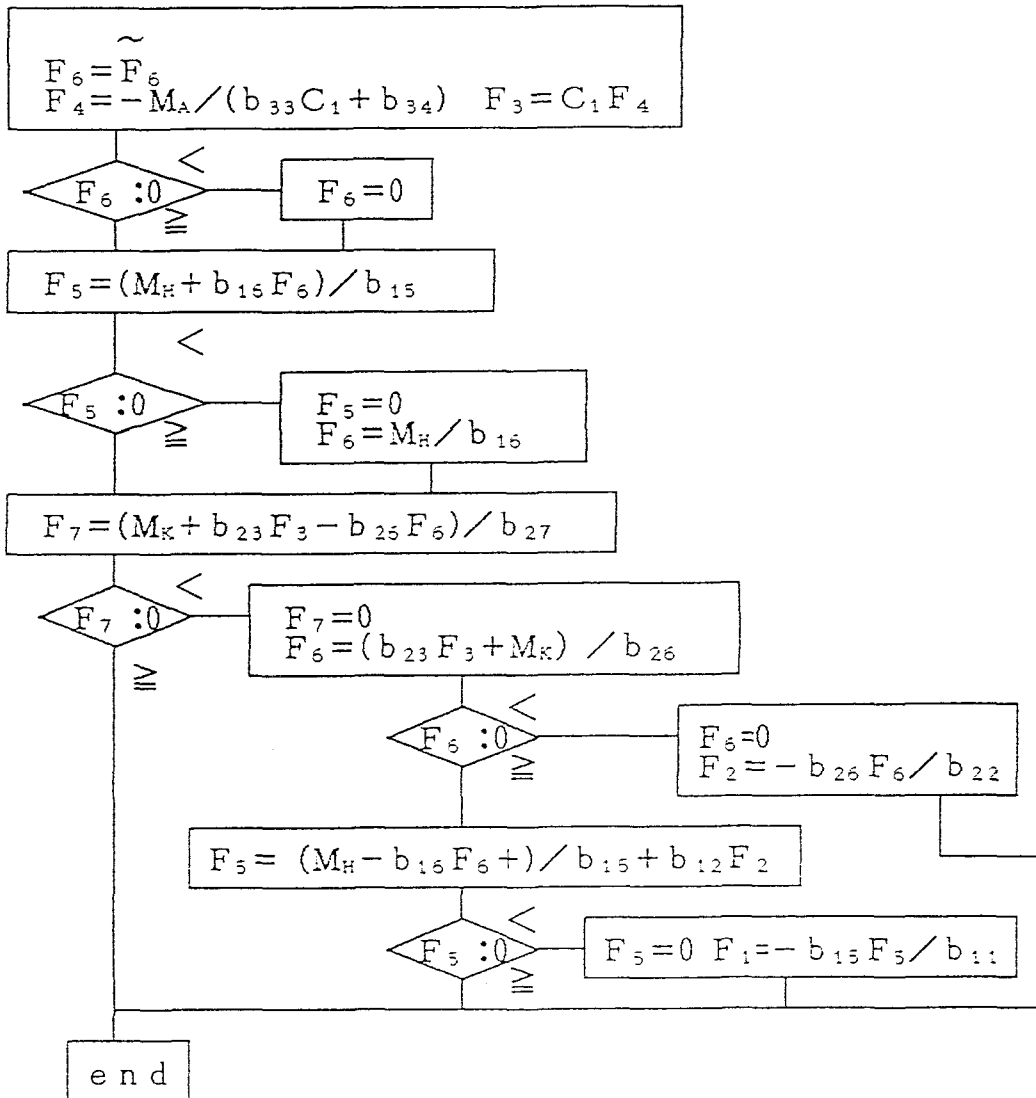 F₆=F̃₆
F₄=−M_A/(b₃₃C₁+b₃₄) F₃=C₁F₄
<
F₆:0
≧
F₆=0
F₅=(M_H+b₁₆F₆)/b₁₅
<
F₅:0
≧
F₅=0
F₆=M_H/b₁₆
F₇=(M_K+b₂₃F₃−b₂₆F₆)/b₂₇
<
F₇:0
≧
F₇=0
F₆=(b₂₃F₃+M_K)/b₂₆
<
F₆:0
≧
F₆=0
F₂=−b₂₆F₆/b₂₂
F₅=(M_H−b₁₆F₆+)/b₁₅+b₁₂F₂
<
F₅:0
≧
F₅=0 F₁=−b₁₅F₅/b₁₁
end